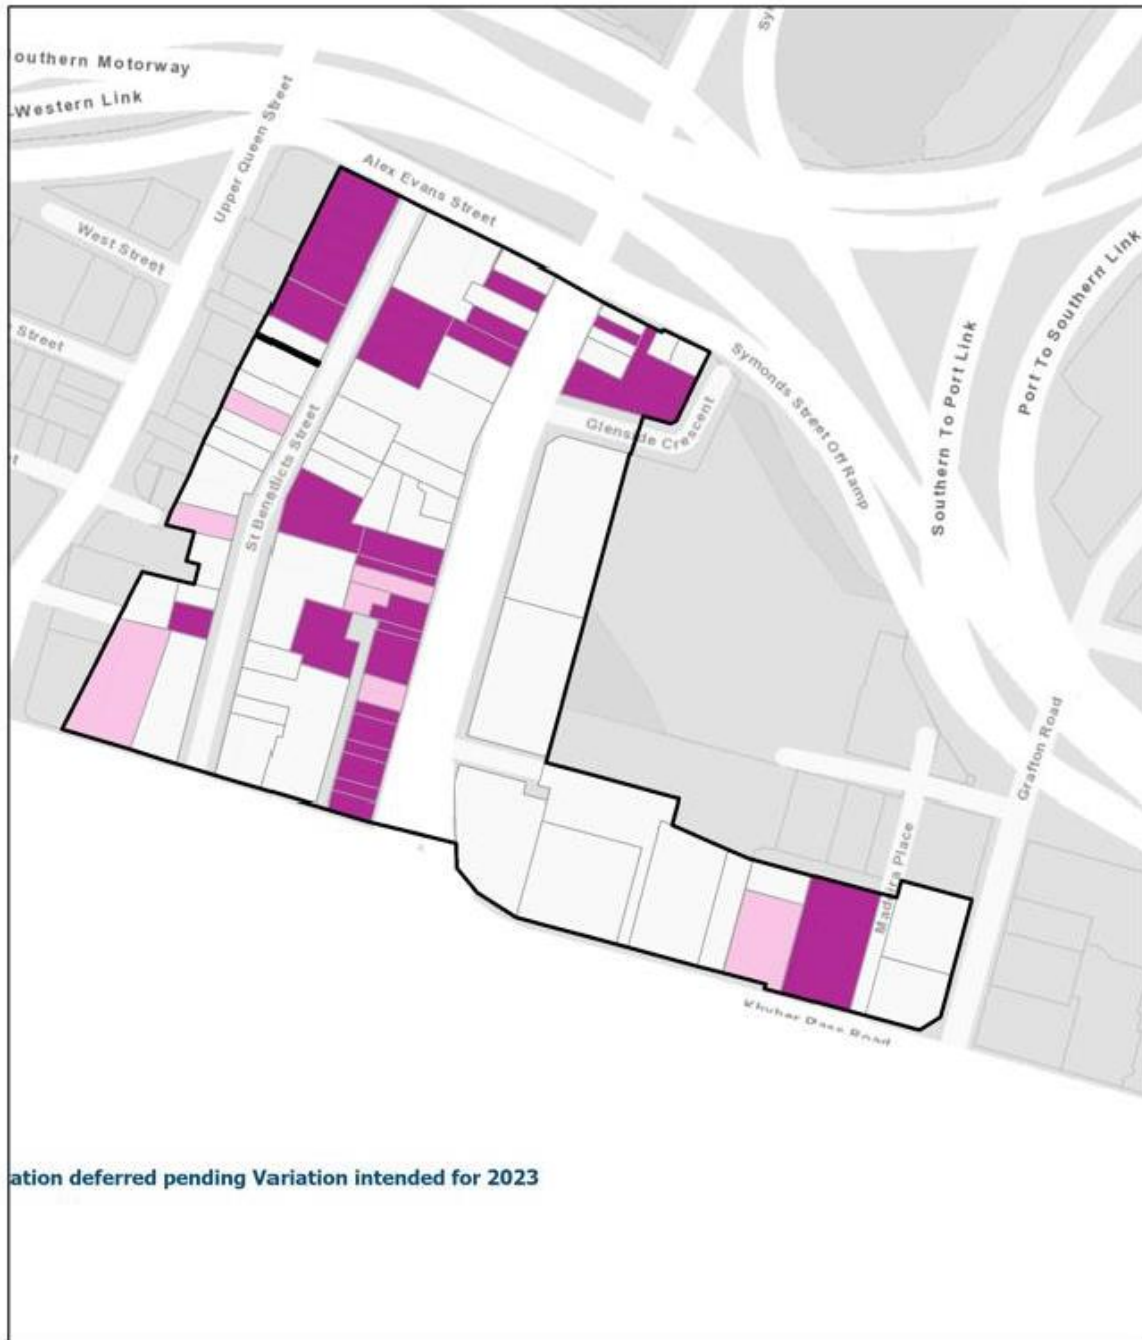 outhern Motorway
-Western Link
Upper Queen Street
Alex Evans Street
West Street
Street
St Benedicts Street
Glenside Crescent
Symonds Street Off Ramp
Southern To Port Link
Port To Southern Link
Grafton Road
Madeira Place
Khyber Pass Road
ation deferred pending Variation intended for 2023